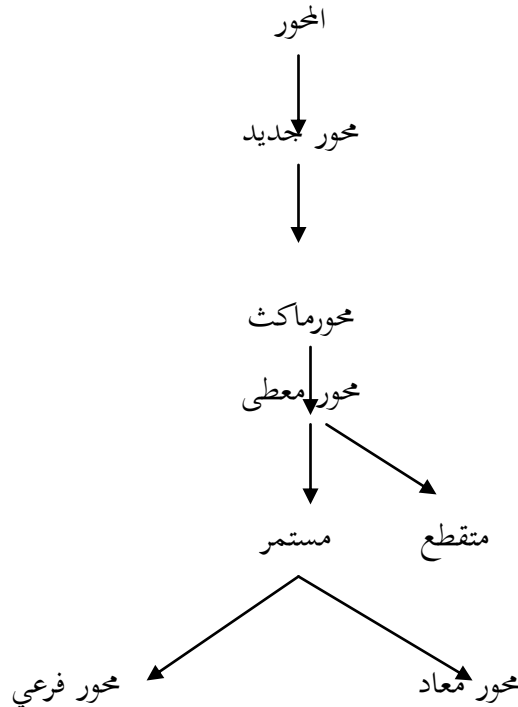 المحور
محور جديد
محورماكث
محور معطى
مستمر متقطع
محور معاد محور فرعي